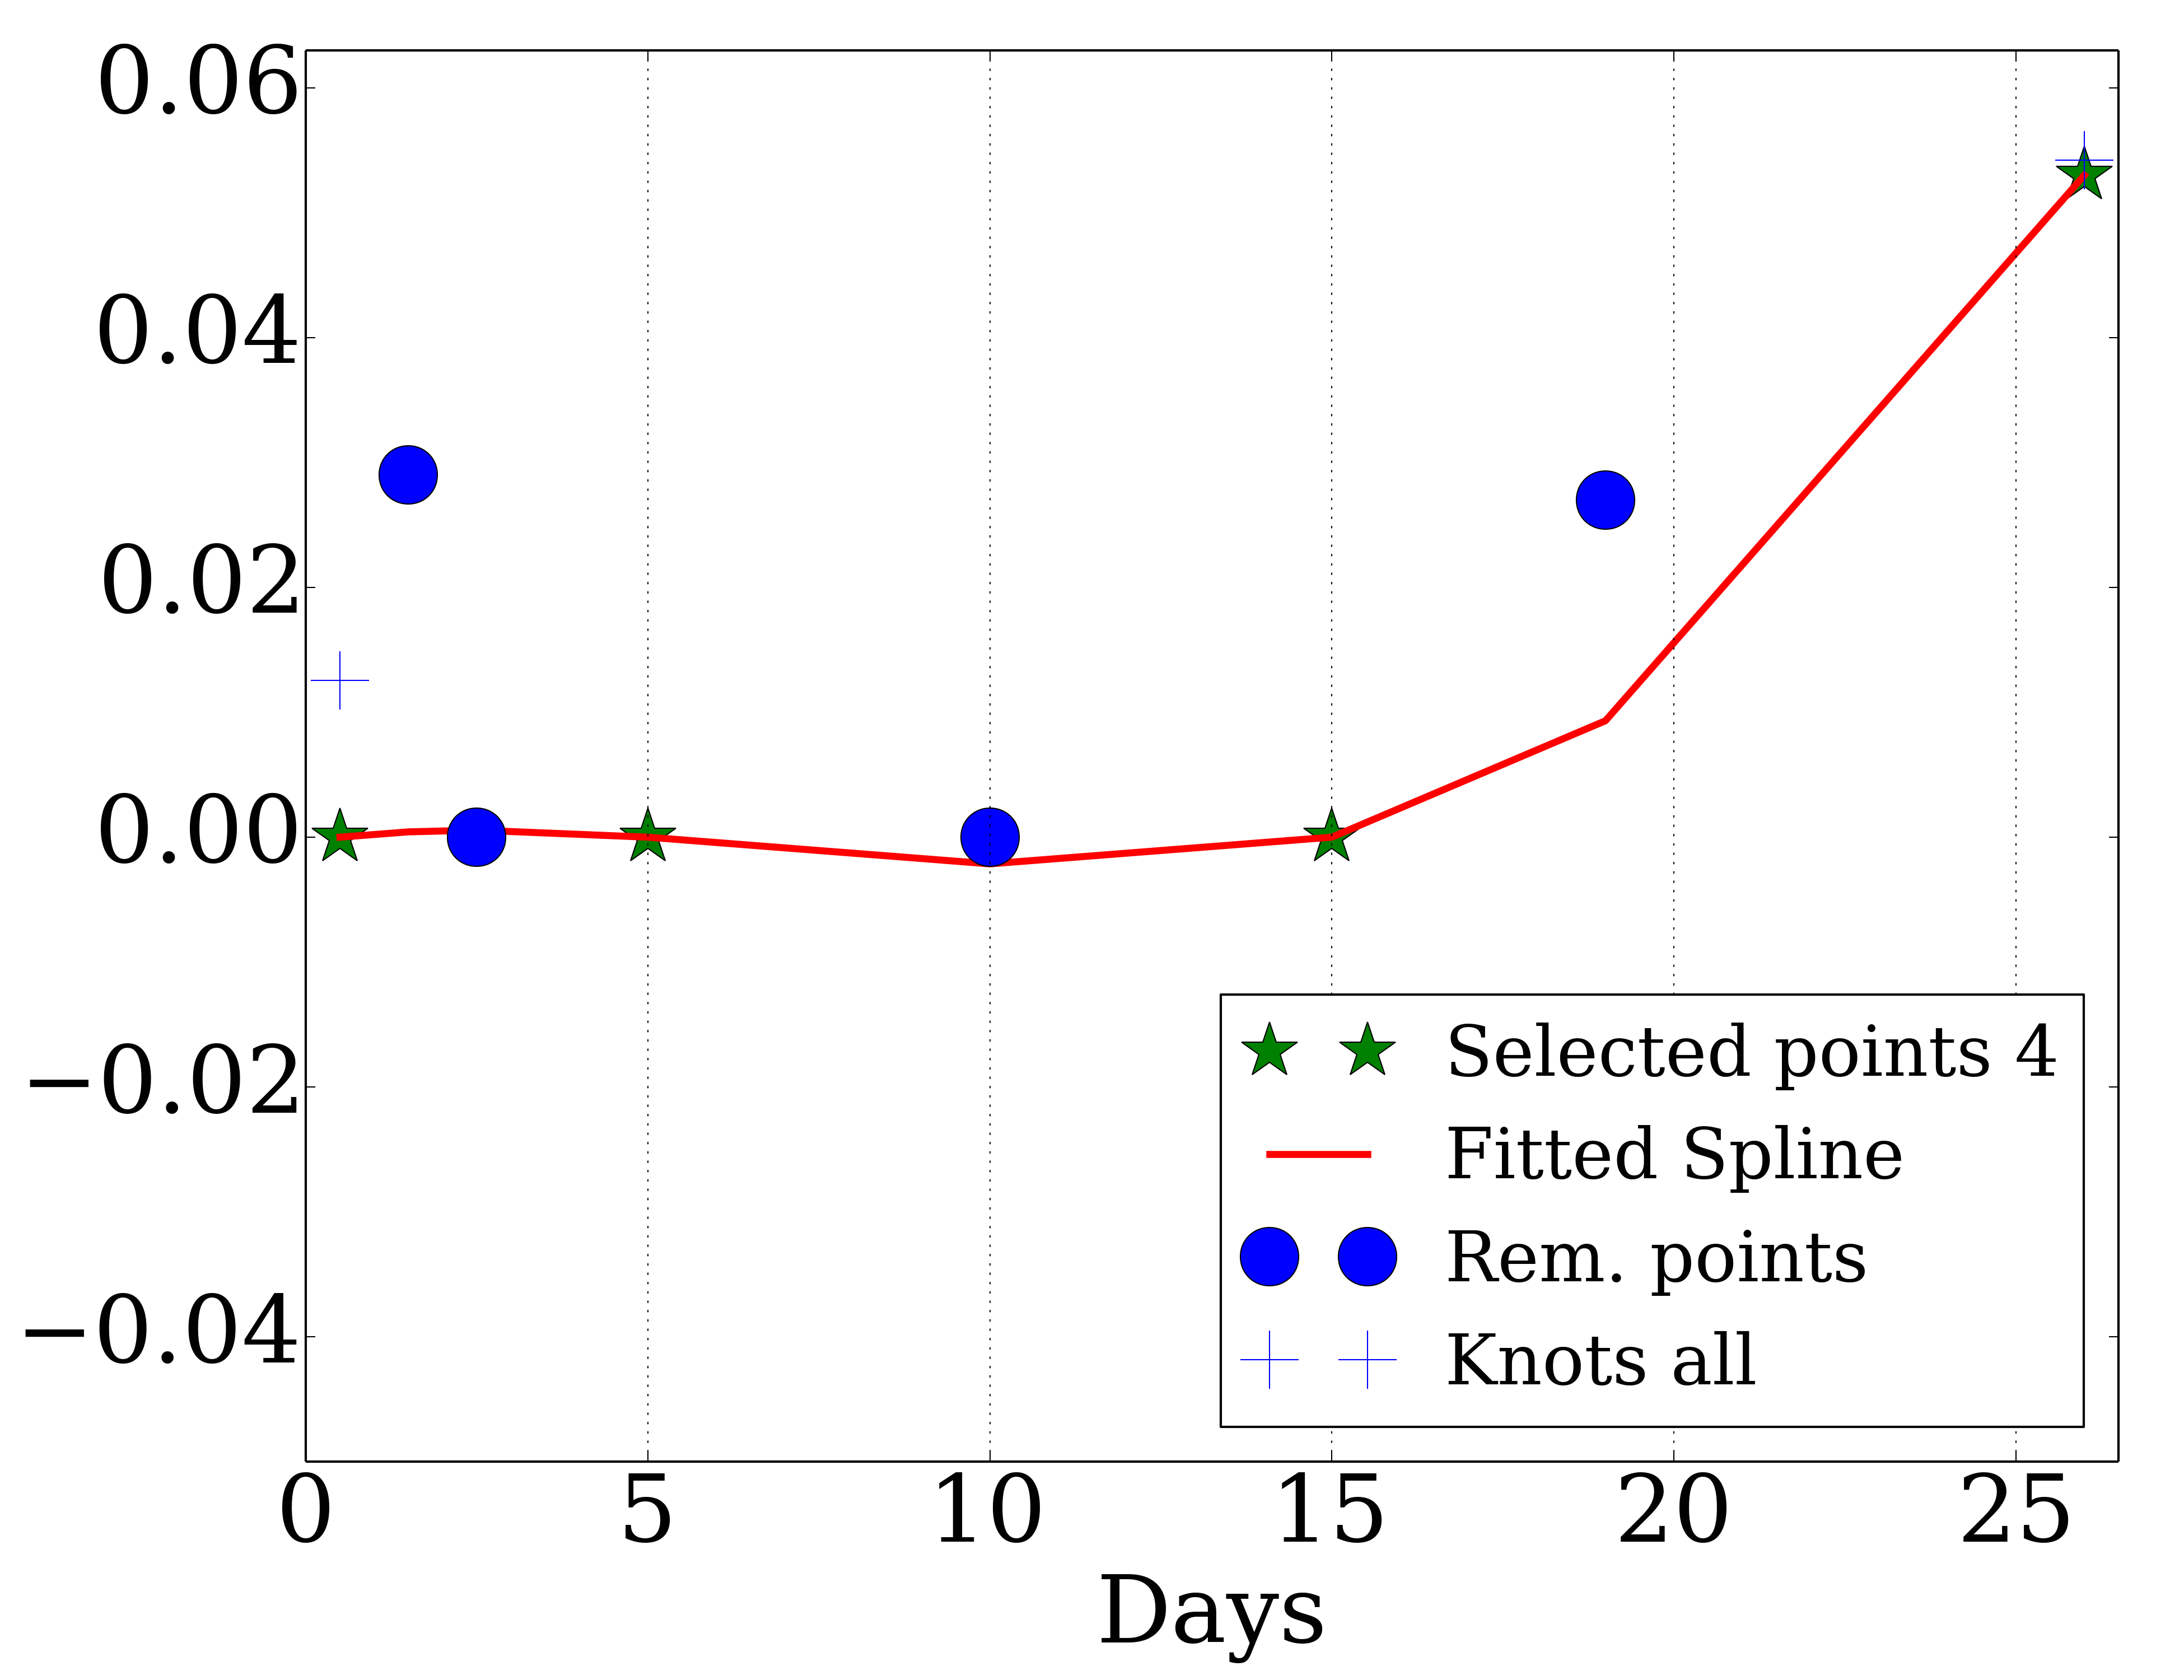 0.06
0.04
0.02
0.00
−0.02
−0.04
Selected points 4
Fitted Spline
Rem. points
Knots all
0 5 10 15 20 25
Days